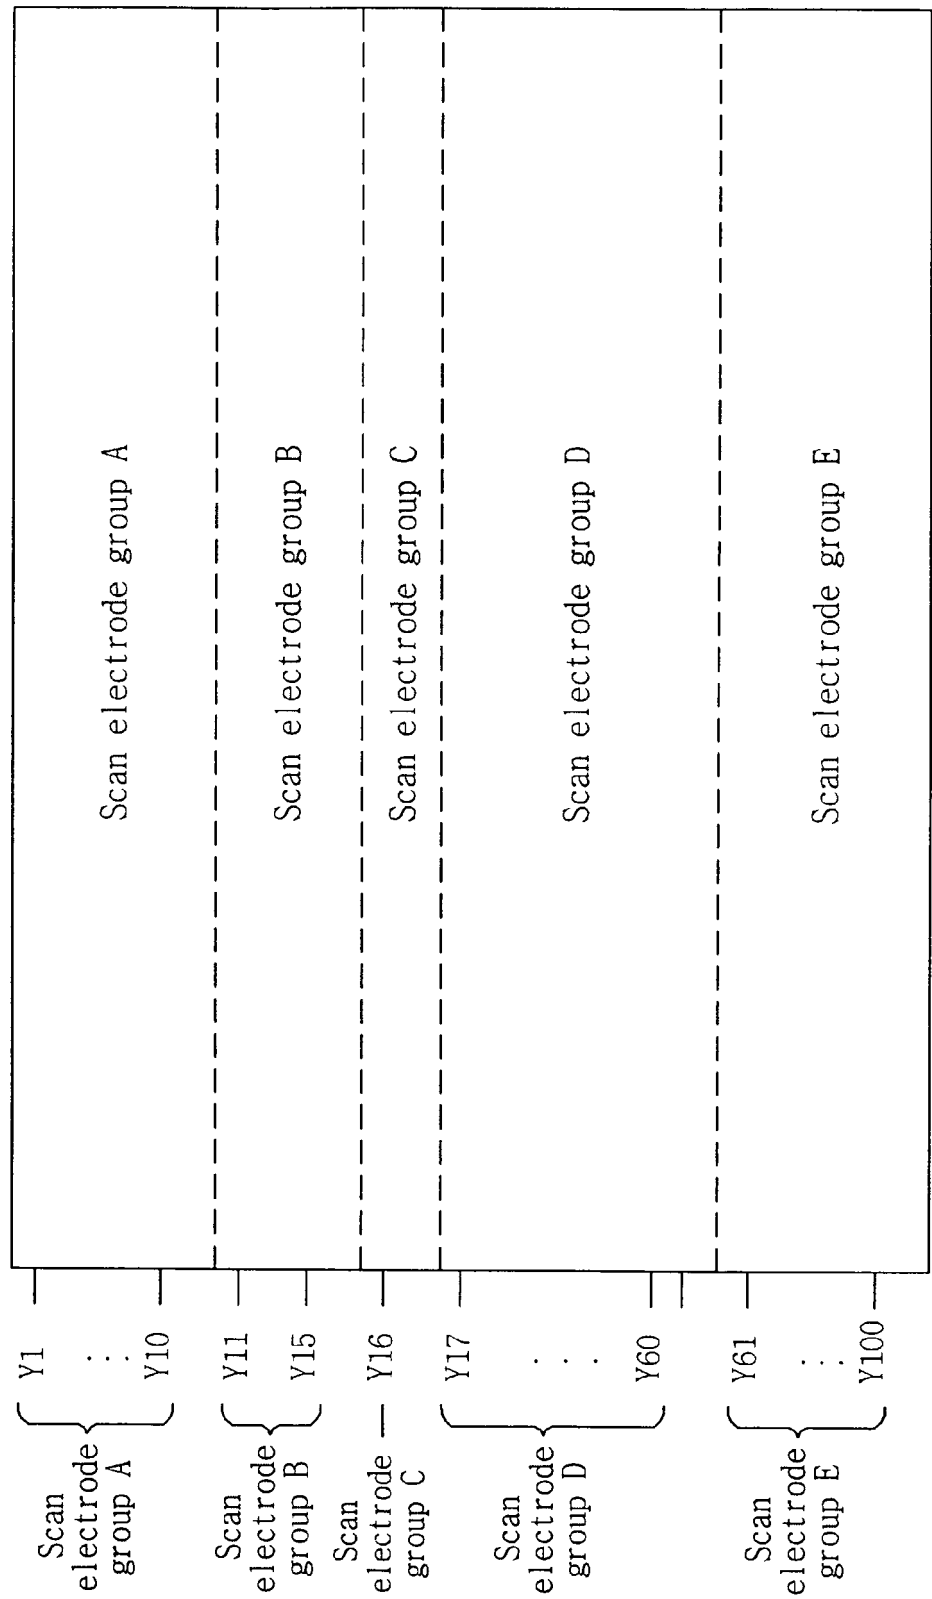 Scan
electrode
group A
Y1
Y10
Scan electrode group A
Scan
electrode
group B
Y11
Y15
Scan electrode group B
Scan
electrode
group C
Y16
Scan electrode group C
Scan
electrode
group D
Y17
Y60
Scan electrode group D
Scan
electrode
group E
Y61
Y100
Scan electrode group E